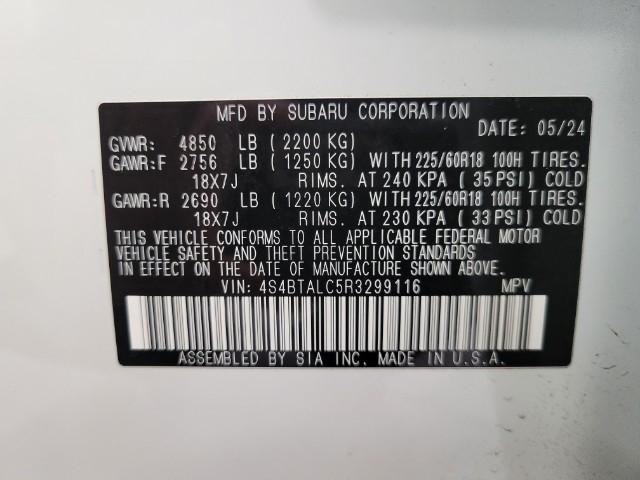 MFD BY SUBARU CORPORATION
DATE: 05/24
GVWR: 4850 LB ( 2200 KG)
GAWR:F 2756 LB ( 1250 KG) WITH 225/60R18 100H TIRES.
18X7J RIMS. AT 240 KPA ( 35 PSI) COLD
GAWR:R 2690 LB ( 1220 KG) WITH 225/60R18 100H TIRES.
18X7J RIMS. AT 230 KPA ( 33 PSI) COLD
THIS VEHICLE CONFORMS TO ALL APPLICABLE FEDERAL MOTOR
VEHICLE SAFETY AND THEFT PREVENTION STANDARDS
IN EFFECT ON THE DATE OF MANUFACTURE SHOWN ABOVE.
VIN: 4S4BTALC5R3299116 MPV
ASSEMBLED BY SIA INC. MADE IN U.S.A.